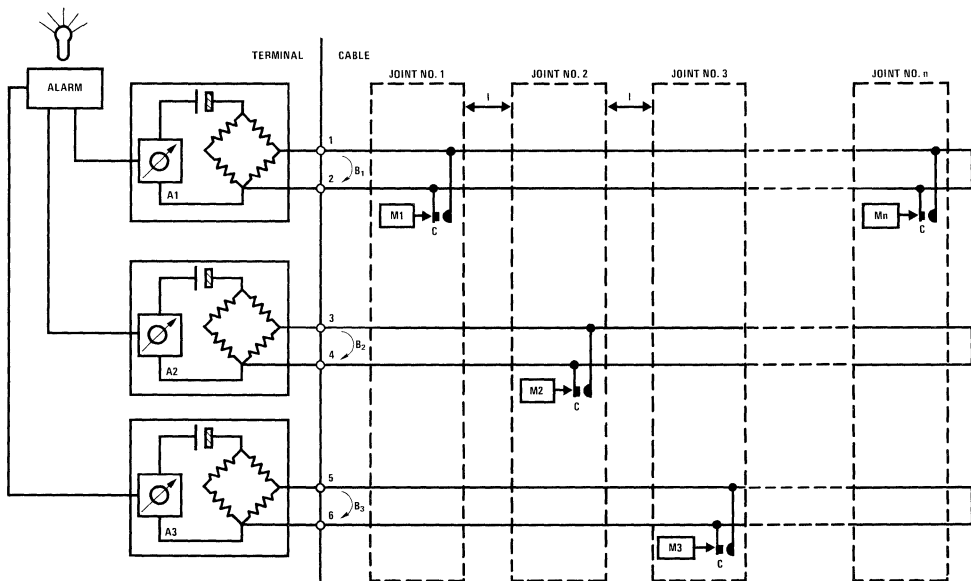 TERMINAL
CABLE
ALARM
JOINT NO. 1
JOINT NO. 2
JOINT NO. 3
JOINT NO. n
l
l
A1
1
B1
2
M1
C
Mn
C
A2
3
B2
4
M2
C
A3
5
B3
6
M3
C